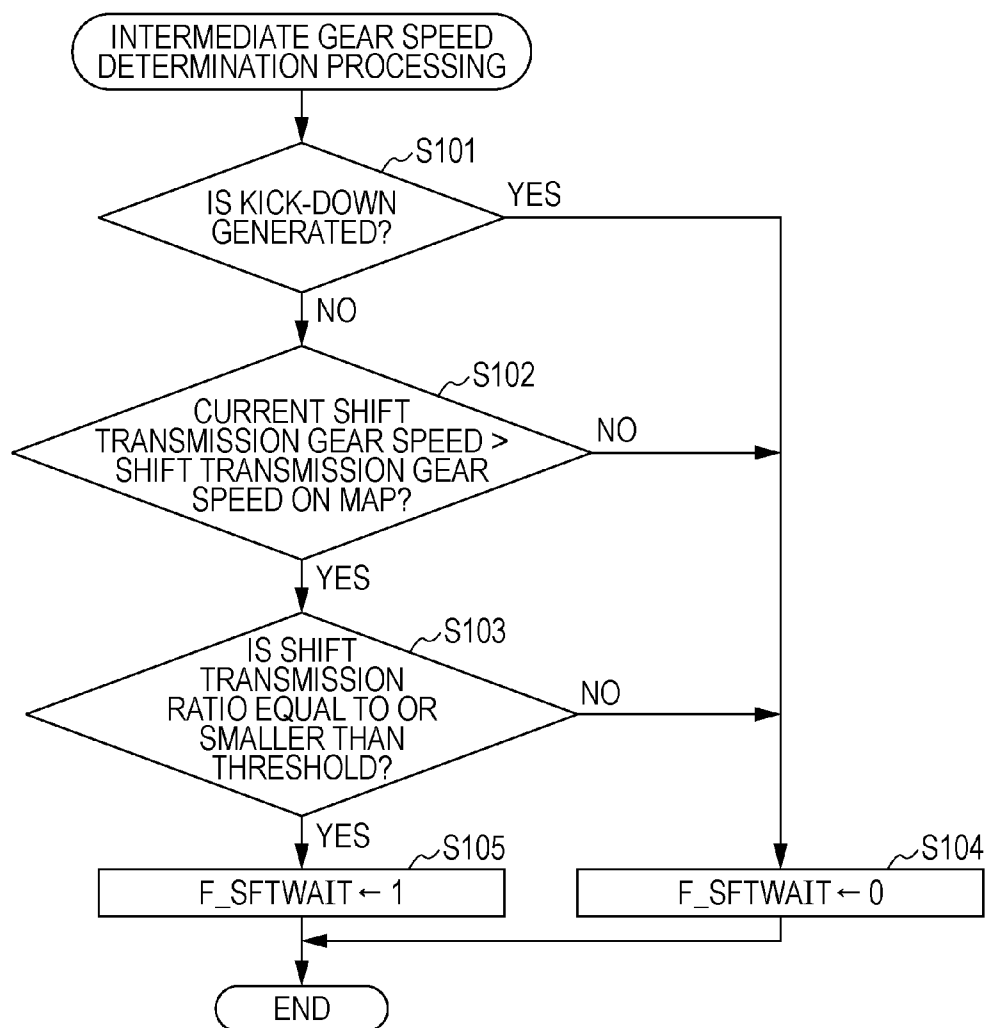 INTERMEDIATE GEAR SPEED
DETERMINATION PROCESSING
S101
IS KICK-DOWN
GENERATED?
YES
NO
S102
CURRENT SHIFT
TRANSMISSION GEAR SPEED >
SHIFT TRANSMISSION GEAR
SPEED ON MAP?
NO
YES
S103
IS SHIFT
TRANSMISSION
RATIO EQUAL TO OR
SMALLER THAN
THRESHOLD?
NO
YES
S105
F_SFTWAIT ← 1
S104
F_SFTWAIT ← 0
END